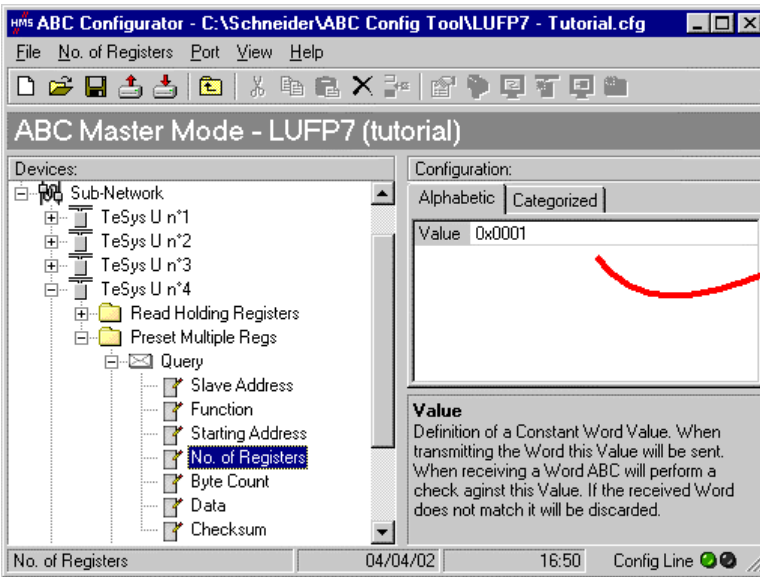 HMS ABC Configurator - C:\Schneider\ABC Config Tool\LUFP7 - Tutorial.cfg
File No. of Registers Port View Help
ABC Master Mode - LUFP7 (tutorial)
Devices:
Sub-Network
TeSys U n°1
TeSys U n°2
TeSys U n°3
TeSys U n°4
Read Holding Registers
Preset Multiple Regs
Query
Slave Address
Function
Starting Address
No. of Registers
Byte Count
Data
Checksum
Configuration:
Alphabetic Categorized
Value 0x0001
Value
Definition of a Constant Word Value. When
transmitting the Word this Value will be sent.
When receiving a Word ABC will perform a
check aginst this Value. If the received Word
does not match it will be discarded.
No. of Registers 04/04/02 16:50 Config Line